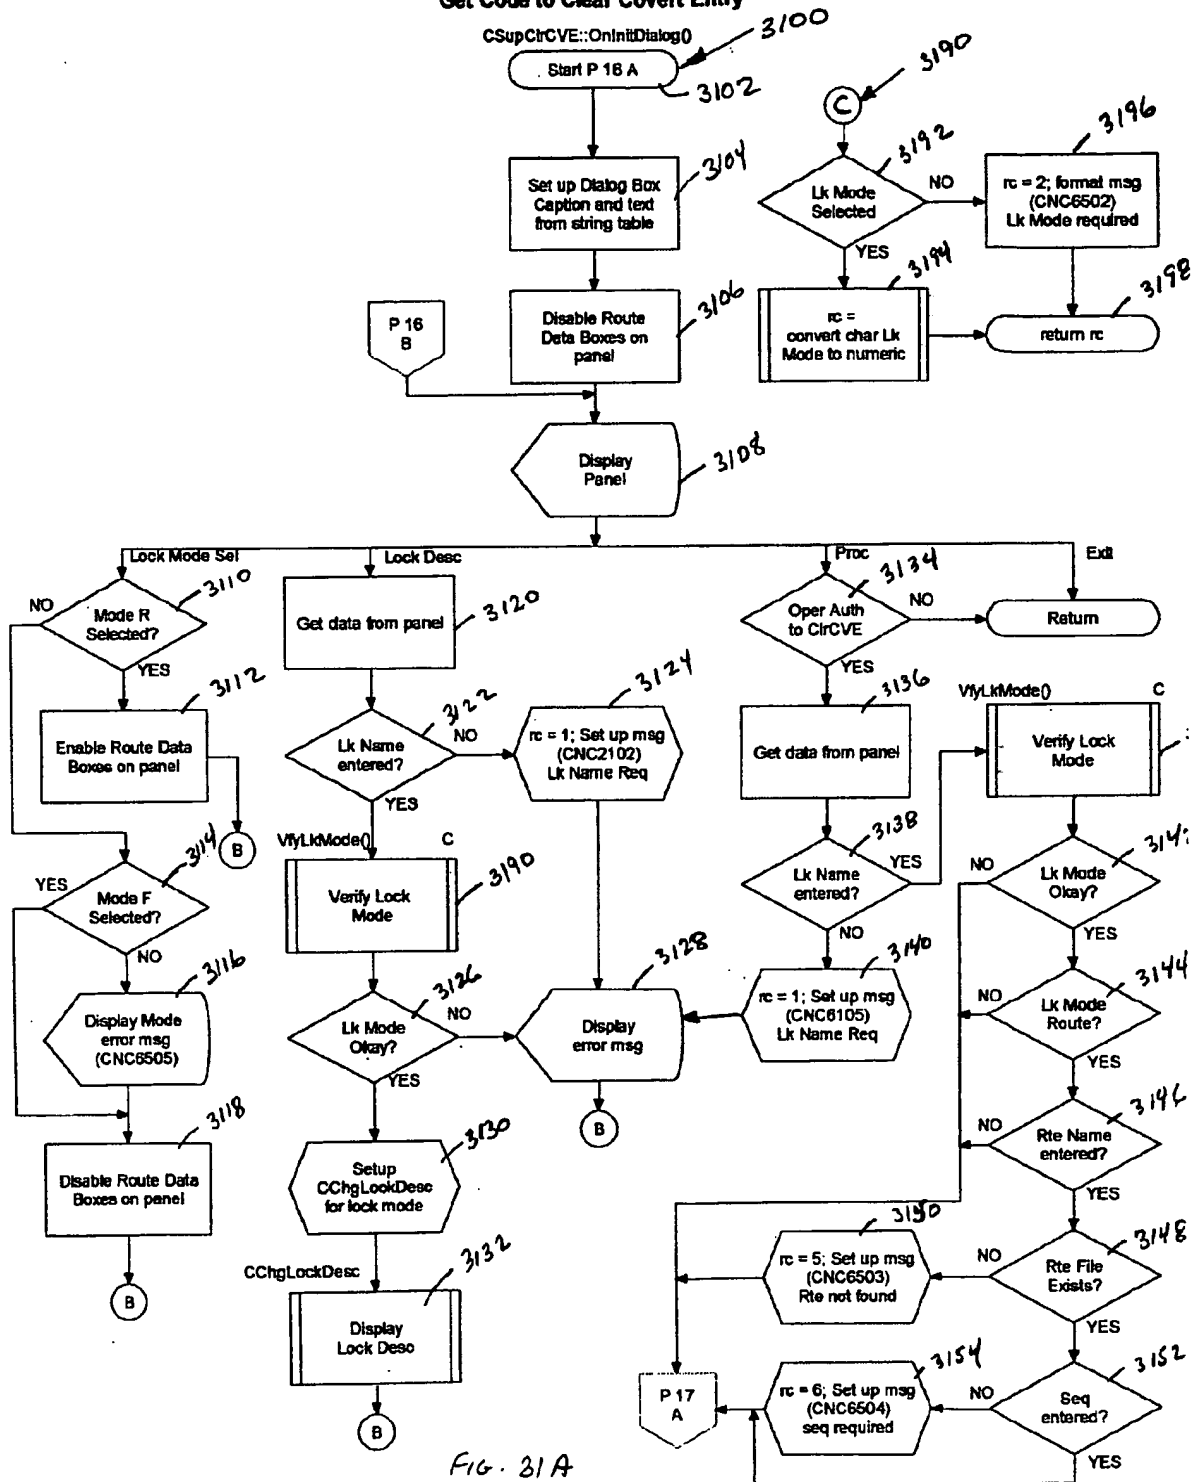 Get Code to Clear Covert Entry
CSupClrCVE::OnInitDialog()
3100
Start P 16 A
3102
3104
Set up Dialog Box
Caption and text
from string table
3106
Disable Route
Data Boxes on
panel
P 16
B
Display
Panel
3108
C
3190
3192
Lk Mode
Selected
NO
YES
3196
rc = 2; format msg
(CNC6502)
Lk Mode required
3194
rc =
convert char Lk
Mode to numeric
3198
return rc
Lock Mode Sel
Lock Desc
Proc
Exit
3110
NO
Mode R
Selected?
YES
3112
Enable Route Data
Boxes on panel
B
3114
YES
Mode F
Selected?
NO
3116
Display Mode
error msg
(CNC6505)
3118
Disable Route Data
Boxes on panel
B
3120
Get data from panel
3122
Lk Name
entered?
NO
YES
3124
rc = 1; Set up msg
(CNC2102)
Lk Name Req
VfyLkMode()
C
3190
Verify Lock
Mode
3126
Lk Mode
Okay?
NO
YES
3128
Display
error msg
B
3130
Setup
CChgLookDesc
for lock mode
CChgLockDesc
3132
Display
Lock Desc
B
3134
Oper Auth
to ClrCVE
NO
YES
Return
3136
Get data from panel
3138
Lk Name
entered?
YES
NO
3140
rc = 1; Set up msg
(CNC6105)
Lk Name Req
VfyLkMode()
C
Verify Lock
Mode
NO
Lk Mode
Okay?
YES
3144
NO
Lk Mode
Route?
YES
3146
NO
Rte Name
entered?
YES
3148
NO
Rte File
Exists?
YES
3150
rc = 5; Set up msg
(CNC6503)
Rte not found
3152
NO
Seq
entered?
YES
3154
rc = 6; Set up msg
(CNC6504)
seq required
P 17
A
FIG. 31A